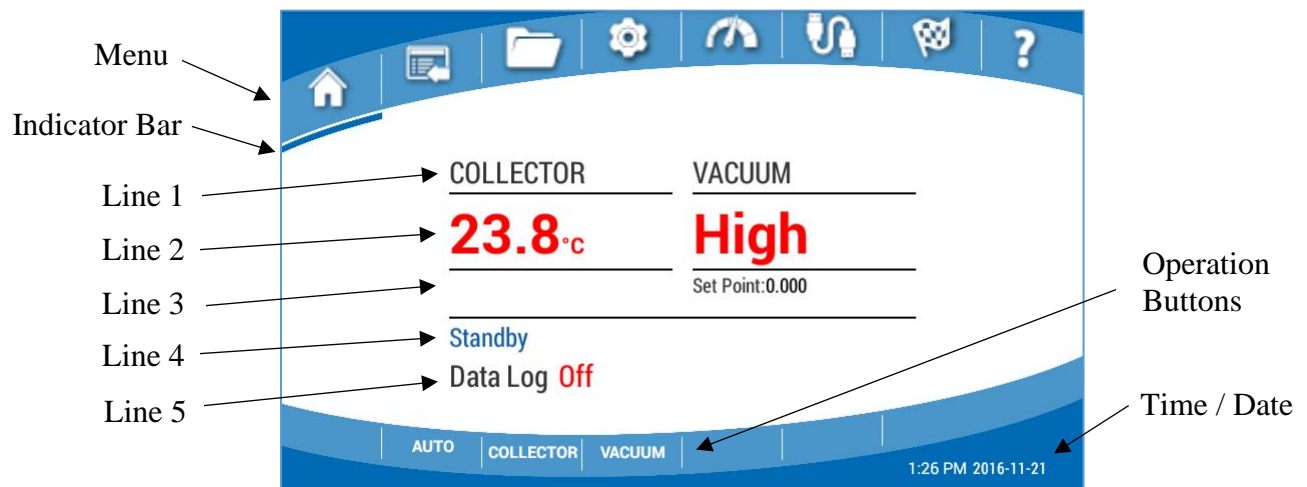 Menu
?
Indicator Bar
COLLECTOR VACUUM
Line 1
23.8°C High
Line 2
Set Point:0.000
Line 3
Operation
Buttons
Standby
Line 4
Data Log Off
Line 5
Time / Date
AUTO COLLECTOR VACUUM
1:26 PM 2016-11-21